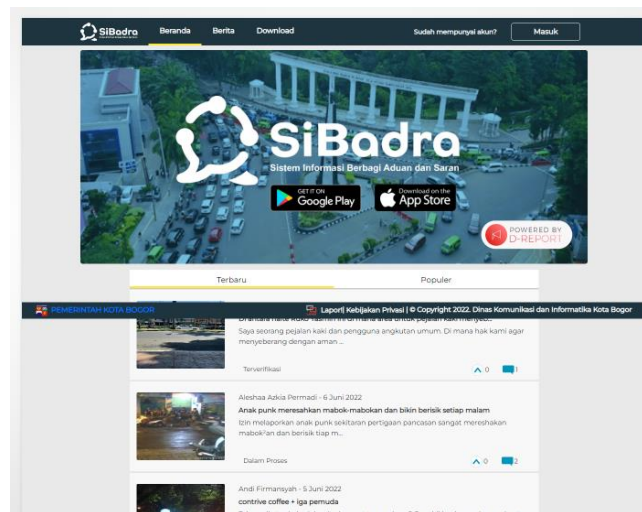 SiBadra
Beranda Berita Download Sudah mempunyai akun? Masuk
SiBadra
Sistem Informasi Berbagi Aduan dan Saran
GET IT ON
Google Play
Download on the
App Store
POWERED BY
D-REPORT
Terbaru Populer
PEMERINTAH KOTA BOGOR Lapor| Kebijakan Privasi | © Copyright 2022. Dinas Komunikasi dan Informatika Kota Bogor
Saya seorang pejalan kaki dan pengguna angkutan umum. Di mana hak kami agar
menyeberang dengan aman ...
Terverifikasi 0 1
Aleshaa Azkia Permadi - 6 Juni 2022
Anak punk meresahkan mabok-mabokan dan bikin berisik setiap malam
Izin melaporkan anak punk sekitaran pertigaan pancasan sangat mereshakan
mabok²an dan berisik tiap m...
Dalam Proses 0 2
Andi Firmansyah - 5 Juni 2022
contrive coffee + iga pemuda